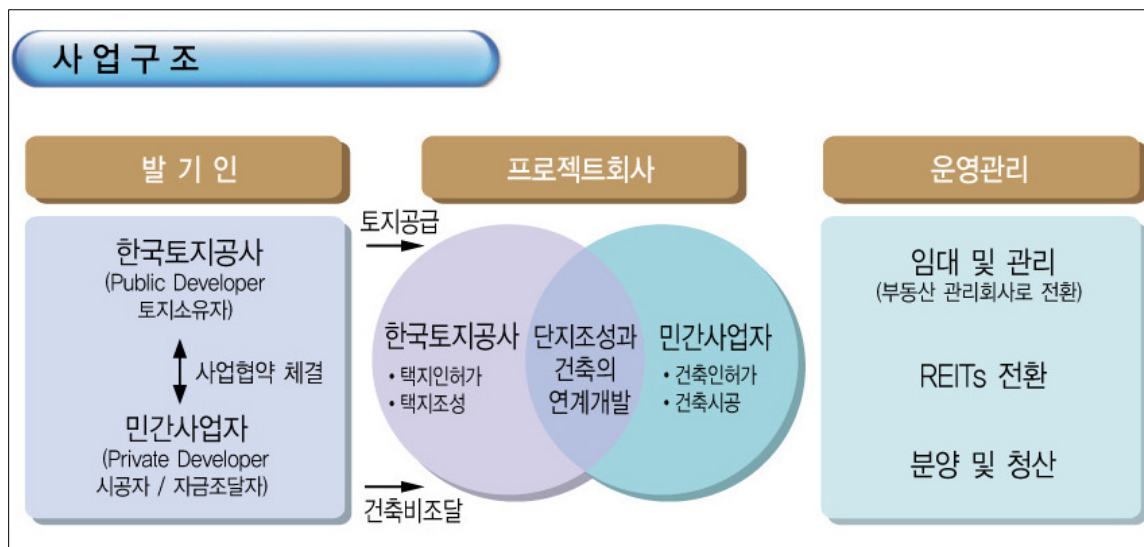 사업구조
발기인
한국토지공사
(Public Developer
토지소유자)
사업협약 체결
민간사업자
(Private Developer
시공자 / 자금조달자)
토지공급
건축비조달
프로젝트회사
한국토지공사
• 택지인허가
• 택지조성
단지조성과
건축의
연계개발
민간사업자
• 건축인허가
• 건축시공
운영관리
임대 및 관리
(부동산 관리회사로 전환)
REITs 전환
분양 및 청산